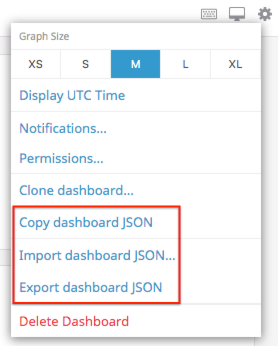 Graph Size
XS S M L XL
Display UTC Time
Notifications...
Permissions...
Clone dashboard...
Copy dashboard JSON
Import dashboard JSON...
Export dashboard JSON
Delete Dashboard